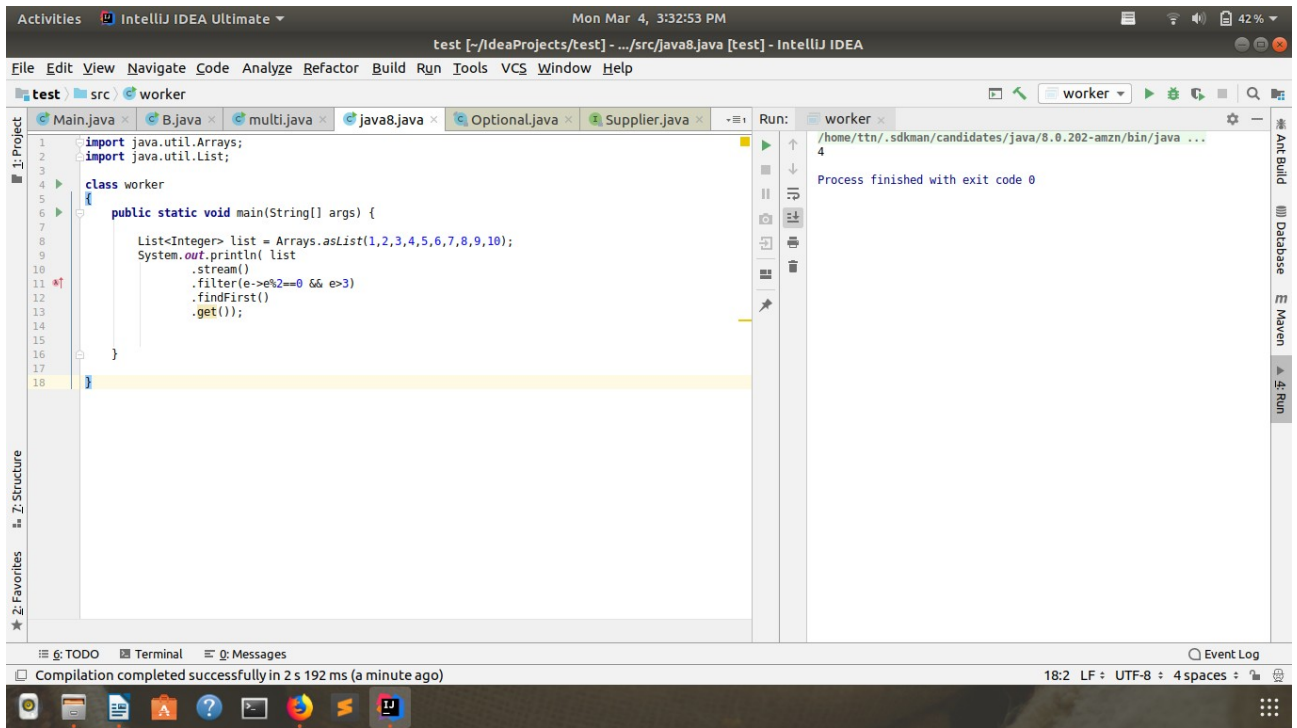 Activities IntelliJ IDEA Ultimate Mon Mar 4, 3:32:53 PM 42%
test [~/IdeaProjects/test] - .../src/java8.java [test] - IntelliJ IDEA
File Edit View Navigate Code Analyze Refactor Build Run Tools VCS Window Help
test src worker worker
Main.java B.java multi.java java8.java Optional.java Supplier.java Run: worker
1: Project
1 import java.util.Arrays;
2 import java.util.List;
3
4 class worker
5 {
6 public static void main(String[] args) {
7
8 List<Integer> list = Arrays.asList(1,2,3,4,5,6,7,8,9,10);
9 System.out.println( list
10 .stream()
11 .filter(e->e%2==0 && e>3)
12 .findFirst()
13 .get());
14
15
16 }
17
18 }
/home/ttn/.sdkman/candidates/java/8.0.202-amzn/bin/java ...
4
Process finished with exit code 0
Ant Build
Database
m Maven
4: Run
7: Structure
2: Favorites
6: TODO Terminal 0: Messages Event Log
Compilation completed successfully in 2 s 192 ms (a minute ago) 18:2 LF UTF-8 4 spaces